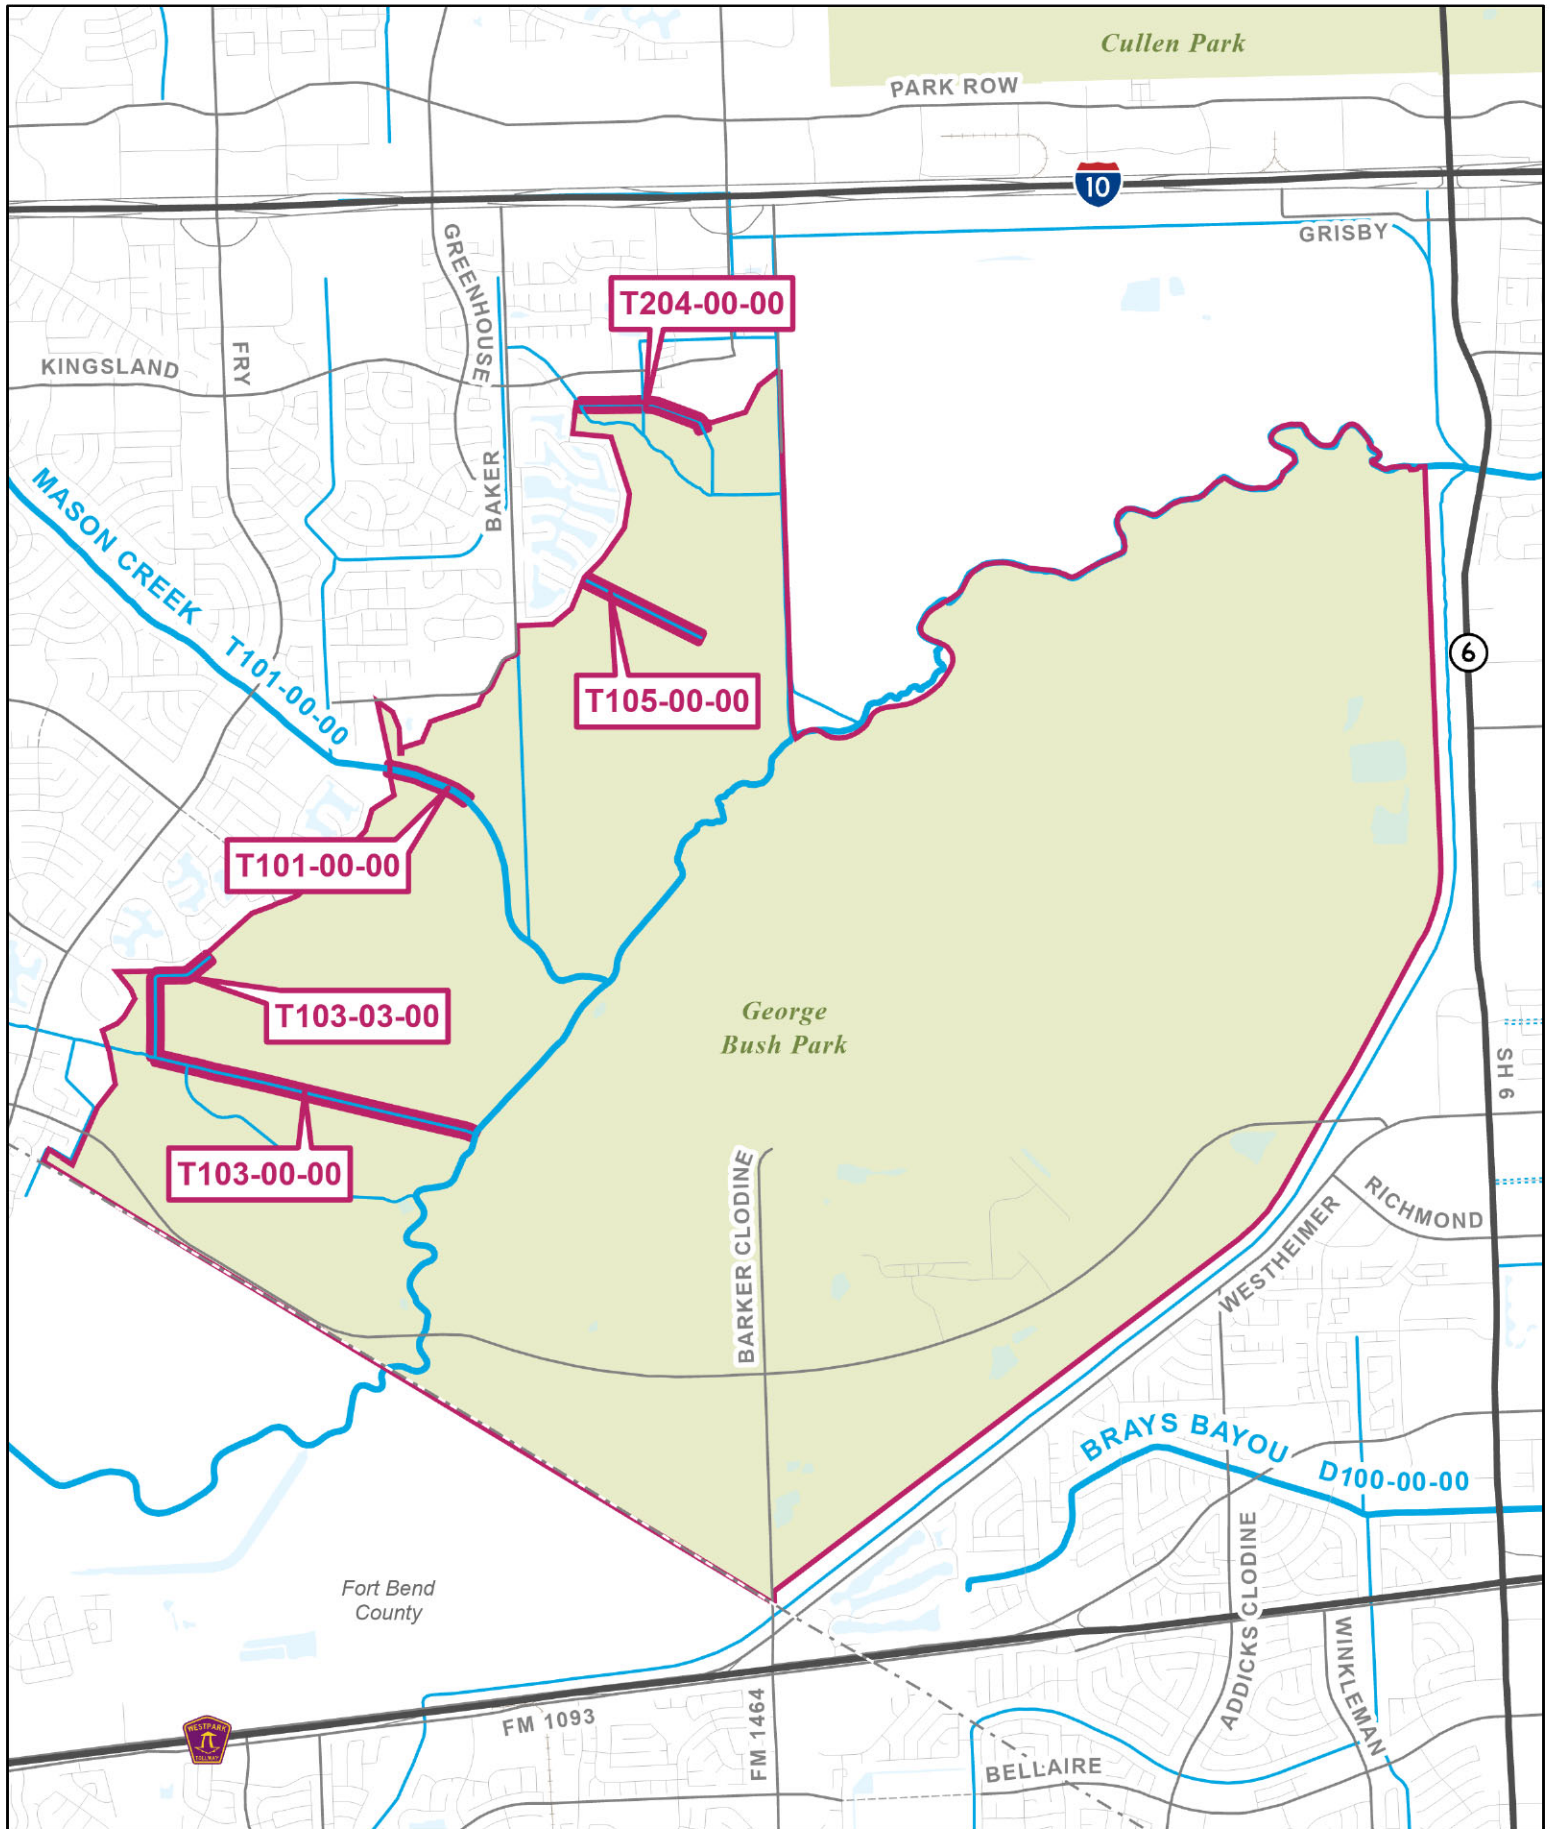 Cullen Park
PARK ROW
10
GRISBY
GREENHOUSE
T204-00-00
KINGSLAND
FRY
BAKER
MASON CREEK T101-00-00
6
T105-00-00
T101-00-00
T103-03-00
George
Bush Park
SH 6
T103-00-00
BARKER CLODINE
RICHMOND
WESTHEIMER
BRAYS BAYOU D100-00-00
Fort Bend
County
ADDICKS CLODINE
WINKLEMAN
WESTPARK
TOLLWAY
FM 1093
FM 1464
BELLAIRE